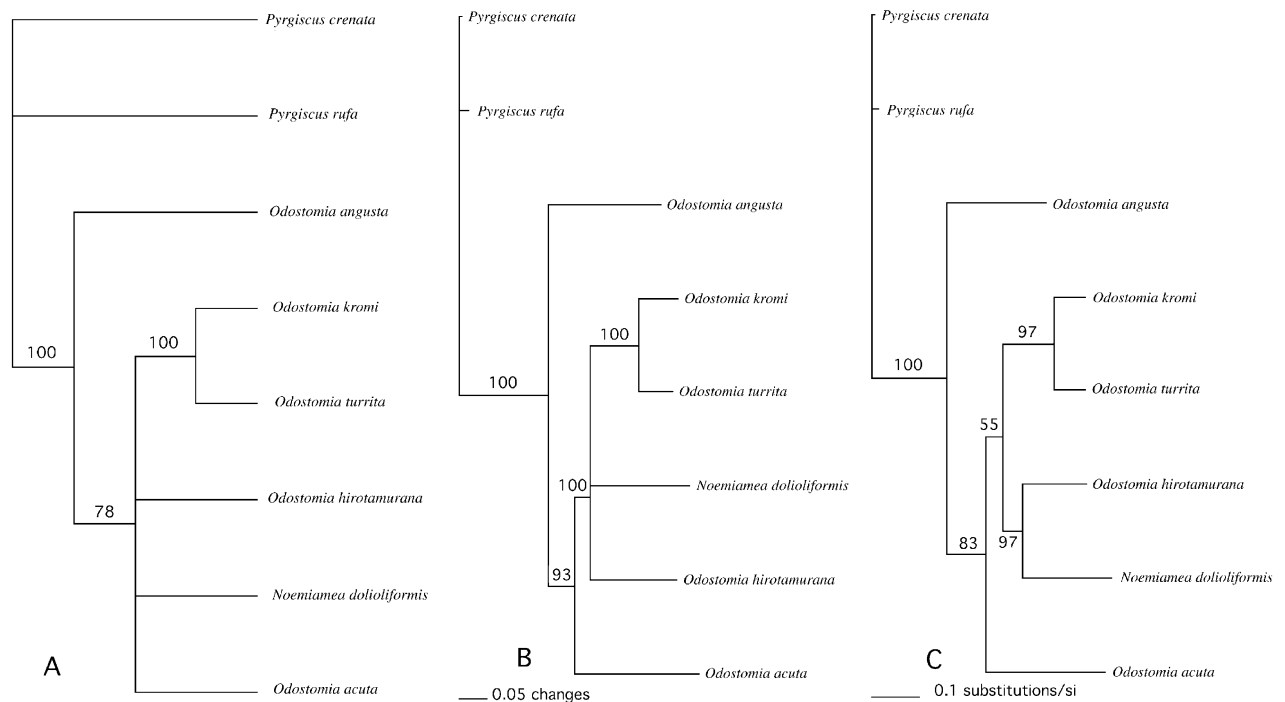 Pyrgiscus crenata
Pyrgiscus rufa
Odostomia angusta
Odostomia kromi
100
100
Odostomia turrita
Odostomia hirotamurana
78
Noemiamea dolioliformis
A
Odostomia acuta
Pyrgiscus crenata
Pyrgiscus rufa
Odostomia angusta
Odostomia kromi
100
100
Odostomia turrita
100
Noemiamea dolioliformis
93
Odostomia hirotamurana
B
Odostomia acuta
0.05 changes
Pyrgiscus crenata
Pyrgiscus rufa
Odostomia angusta
Odostomia kromi
97
100
Odostomia turrita
55
Odostomia hirotamurana
83
97
Noemiamea dolioliformis
C
Odostomia acuta
0.1 substitutions/si